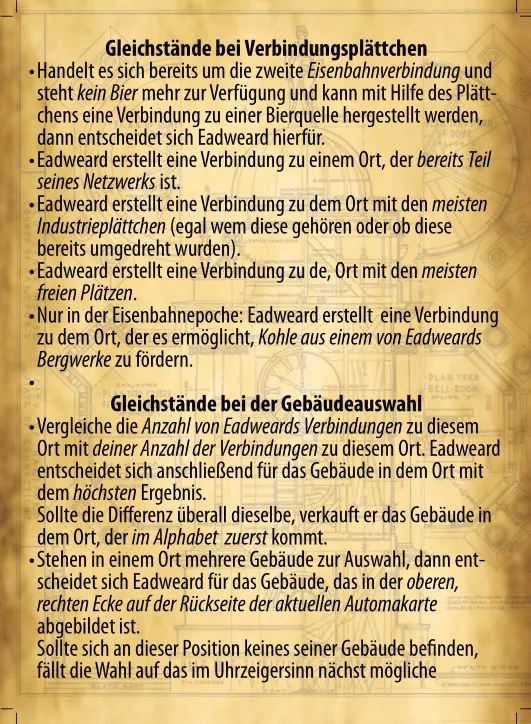 Gleichstände bei Verbindungsplättchen
• Handelt es sich bereits um die zweite Eisenbahnverbindung und
steht kein Bier mehr zur Verfügung und kann mit Hilfe des Plätt-
chens eine Verbindung zu einer Bierquelle hergestellt werden,
dann entscheidet sich Eadweard hierfür.
• Eadweard erstellt eine Verbindung zu einem Ort, der bereits Teil
seines Netzwerks ist.
• Eadweard erstellt eine Verbindung zu dem Ort mit den meisten
Industrieplättchen (egal wem diese gehören oder ob diese
bereits umgedreht wurden).
• Eadweard erstellt eine Verbindung zu de, Ort mit den meisten
freien Plätzen.
• Nur in der Eisenbahnepoche: Eadweard erstellt eine Verbindung
zu dem Ort, der es ermöglicht, Kohle aus einem von Eadweards
Bergwerke zu fördern.
•
Gleichstände bei der Gebäudeauswahl
• Vergleiche die Anzahl von Eadweards Verbindungen zu diesem
Ort mit deiner Anzahl der Verbindungen zu diesem Ort. Eadweard
entscheidet sich anschließend für das Gebäude in dem Ort mit
dem höchsten Ergebnis.
Sollte die Differenz überall dieselbe, verkauft er das Gebäude in
dem Ort, der im Alphabet zuerst kommt.
• Stehen in einem Ort mehrere Gebäude zur Auswahl, dann ent-
scheidet sich Eadweard für das Gebäude, das in der oberen,
rechten Ecke auf der Rückseite der aktuellen Automakarte
abgebildet ist.
Sollte sich an dieser Position keines seiner Gebäude befinden,
fällt die Wahl auf das im Uhrzeigersinn nächst mögliche